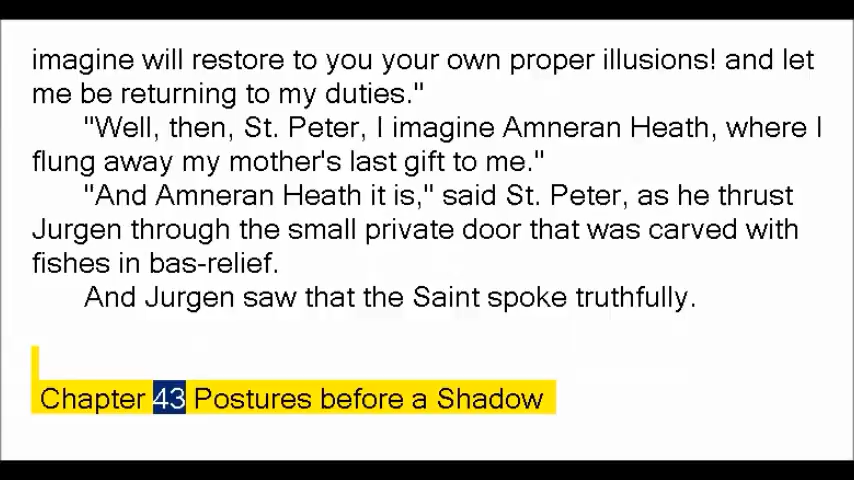 imagine will restore to you your own proper illusions! and let
me be returning to my duties."
"Well, then, St. Peter, I imagine Amneran Heath, where I
flung away my mother's last gift to me."
"And Amneran Heath it is," said St. Peter, as he thrust
Jurgen through the small private door that was carved with
fishes in bas-relief.
And Jurgen saw that the Saint spoke truthfully.
Chapter 43 Postures before a Shadow